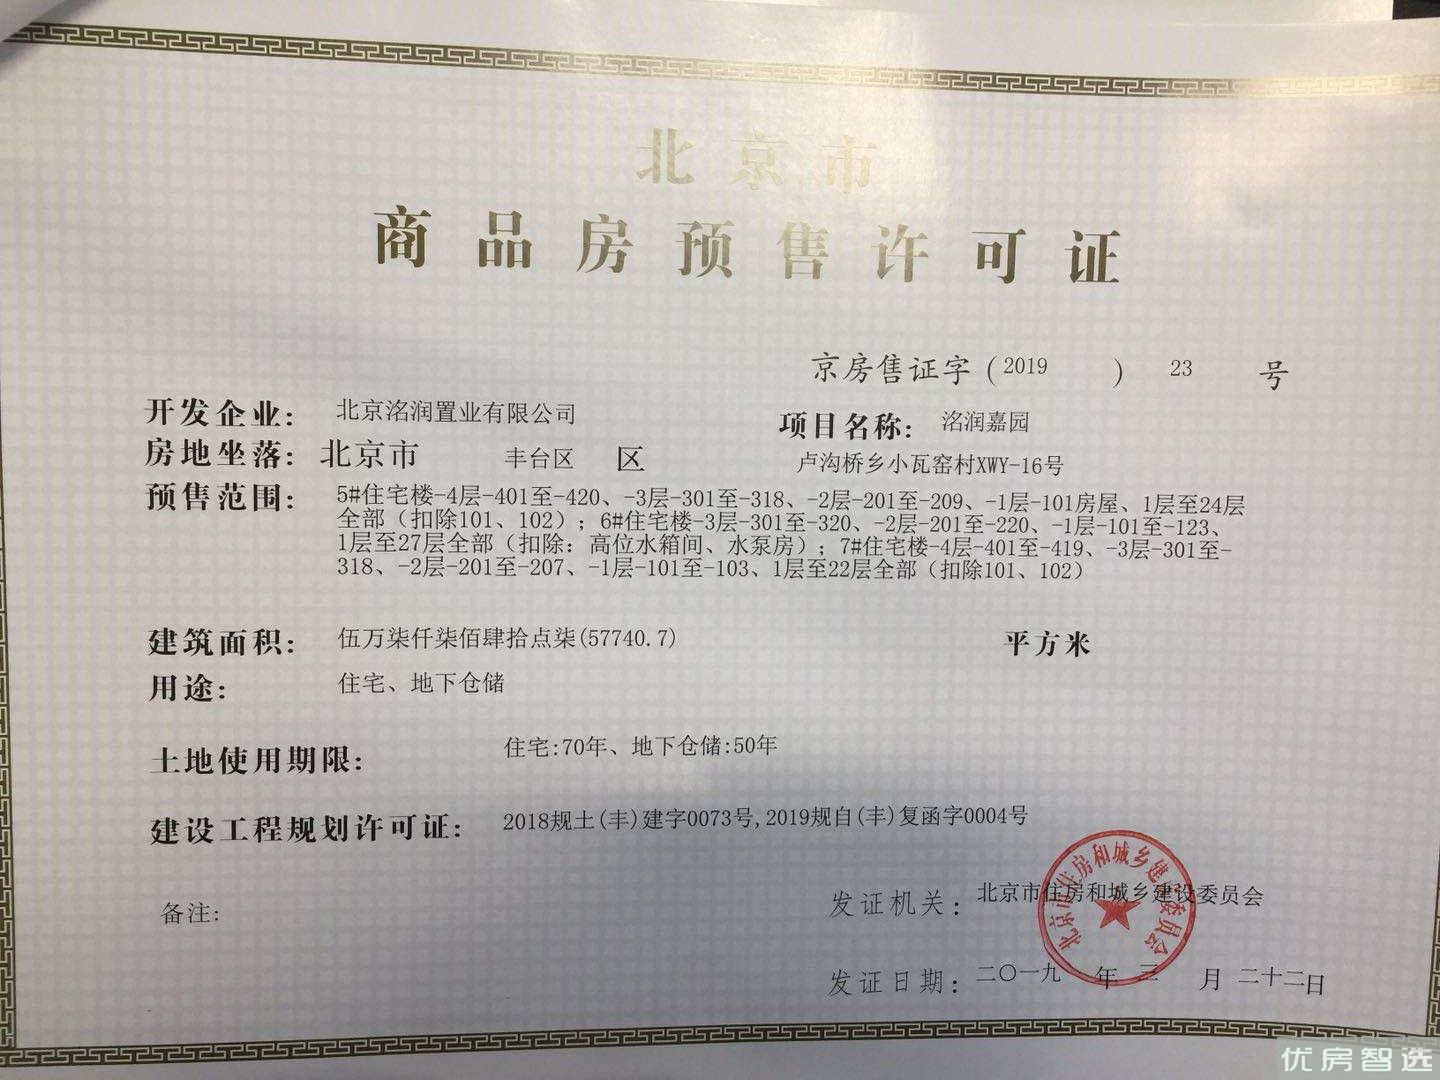 北京市
商品房预售许可证
京房售证字(2019)23号
开发企业: 北京洺润置业有限公司 项目名称: 洺润嘉园
房地坐落: 北京市 丰台区 区 卢沟桥乡小瓦窑村XWY-16号
预售范围: 5#住宅楼-4层-401至-420、-3层-301至-318、-2层-201至-209、-1层-101房屋、1层至24层
全部（扣除101、102）；6#住宅楼-3层-301至-320、-2层-201至-220、-1层-101至-123、
1层至27层全部（扣除：高位水箱间、水泵房）；7#住宅楼-4层-401至-419、-3层-301至-
318、-2层-201至-207、-1层-101至-103、1层至22层全部（扣除101、102）
建筑面积: 伍万柒仟柒佰肆拾点柒(57740.7) 平方米
用途: 住宅、地下仓储
土地使用期限: 住宅:70年、地下仓储:50年
建设工程规划许可证: 2018规土(丰)建字0073号,2019规自(丰)复函字0004号
备注:
发证机关: 北京市住房和城乡建设委员会
发证日期: 二〇一九 年 三 月 二十二日
北京市住房和城乡建设委员会
优房智选